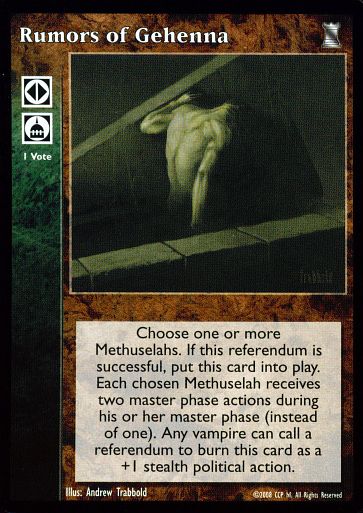 Rumors of Gehenna
1 Vote
Trabbold
Choose one or more
Methuselahs. If this referendum is
successful, put this card into play.
Each chosen Methuselah receives
two master phase actions during
his or her master phase (instead
of one). Any vampire can call a
referendum to burn this card as a
+1 stealth political action.
Illus: Andrew Trabbold
©2008 CCP hf. All Rights Reserved